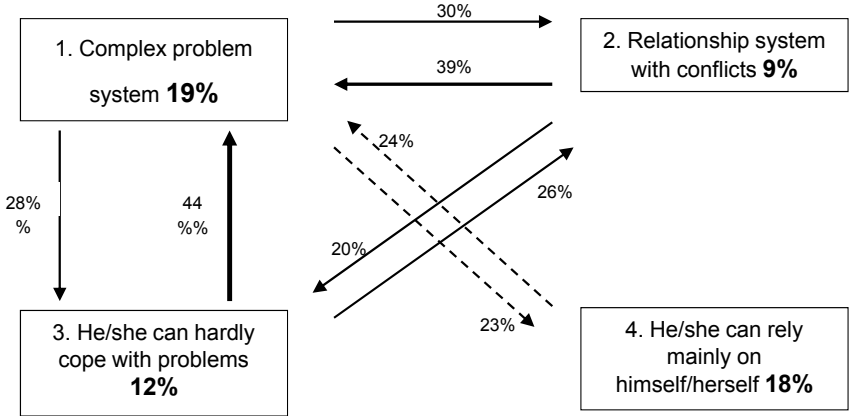 30%
1. Complex problem
system 19%
2. Relationship system
with conflicts 9%
39%
24%
28%
%
44
%%
26%
20%
23%
3. He/she can hardly
cope with problems
12%
4. He/she can rely
mainly on
himself/herself 18%